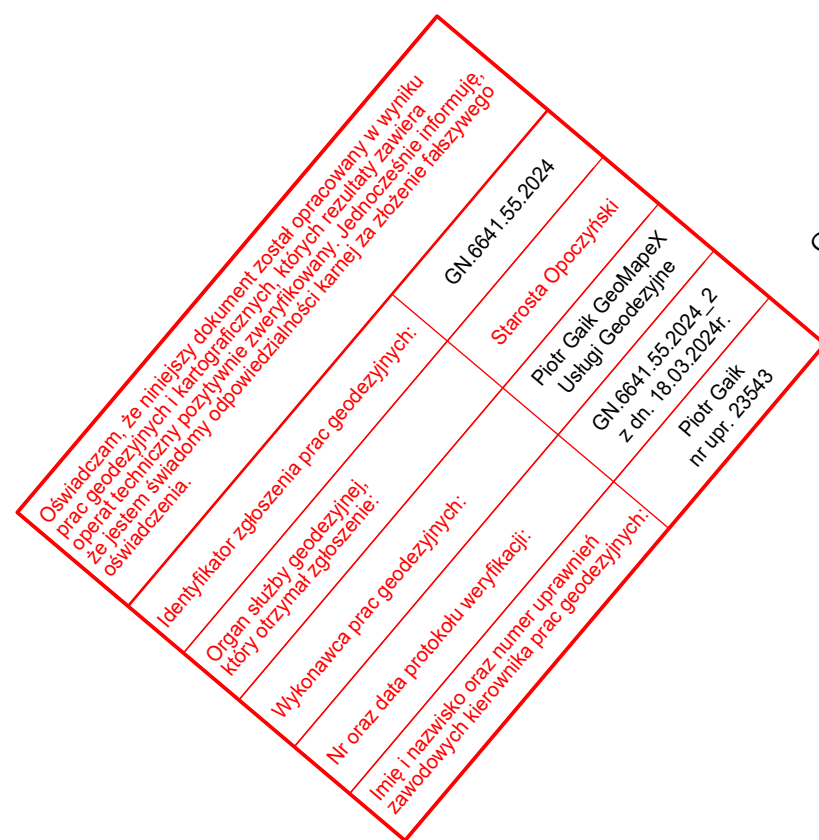 Oświadczam, że niniejszy dokument został opracowany w wyniku
prac geodezyjnych i kartograficznych, których rezultaty zawiera
operat techniczny pozytywnie zweryfikowany. Jednocześnie informuję,
że jestem świadomy odpowiedzialności karnej za złożenie fałszywego
oświadczenia.
Identyfikator zgłoszenia prac geodezyjnych:
GN.6641.55.2024
Organ służby geodezyjnej,
który otrzymał zgłoszenie:
Starosta Opoczyński
Wykonawca prac geodezyjnych:
Piotr Gaik GeoMapeX
Usługi Geodezyjne
Nr oraz data protokołu weryfikacji:
GN.6641.55.2024_2
z dn. 18.03.2024r.
Imię i nazwisko oraz numer uprawnień
zawodowych kierownika prac geodezyjnych:
Piotr Gaik
nr upr. 23543